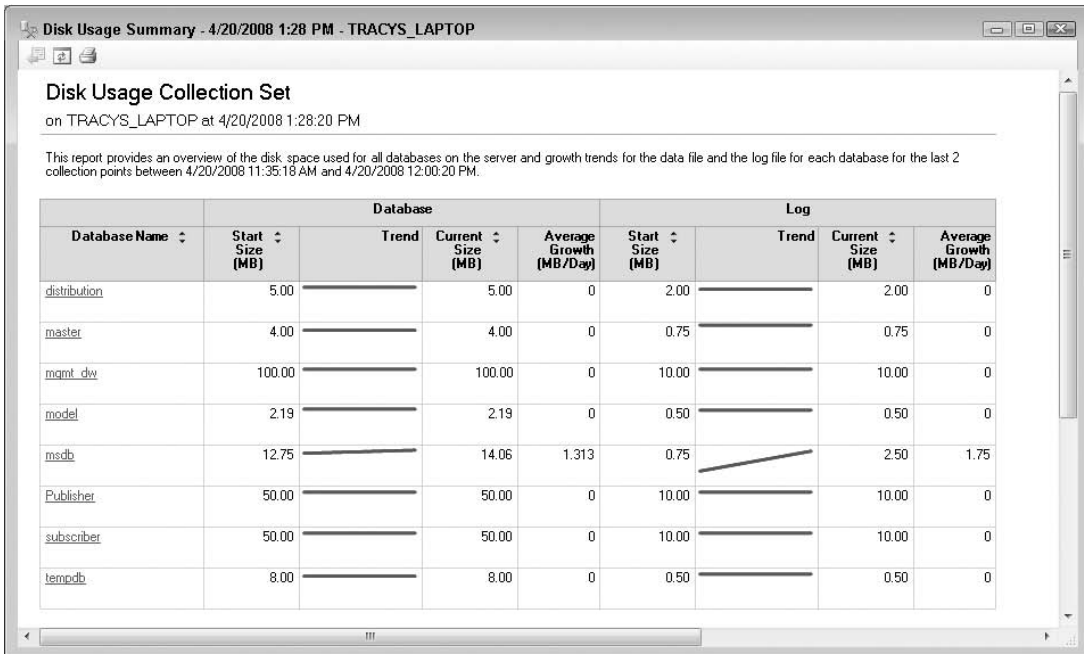 Disk Usage Summary - 4/20/2008 1:28 PM - TRACYS_LAPTOP
Disk Usage Collection Set
on TRACYS_LAPTOP at 4/20/2008 1:28:20 PM
This report provides an overview of the disk space used for all databases on the server and growth trends for the data file and the log file for each database for the last 2
collection points between 4/20/2008 11:35:18 AM and 4/20/2008 12:00:20 PM.
Database Log
Database Name Start Size (MB) Trend Current Size (MB) Average Growth (MB/Day) Start Size (MB) Trend Current Size (MB) Average Growth (MB/Day)
distribution 5.00 5.00 0 2.00 2.00 0
master 4.00 4.00 0 0.75 0.75 0
mgmt_dw 100.00 100.00 0 10.00 10.00 0
model 2.19 2.19 0 0.50 0.50 0
msdb 12.75 14.06 1.313 0.75 2.50 1.75
Publisher 50.00 50.00 0 10.00 10.00 0
subscriber 50.00 50.00 0 10.00 10.00 0
tempdb 8.00 8.00 0 0.50 0.50 0